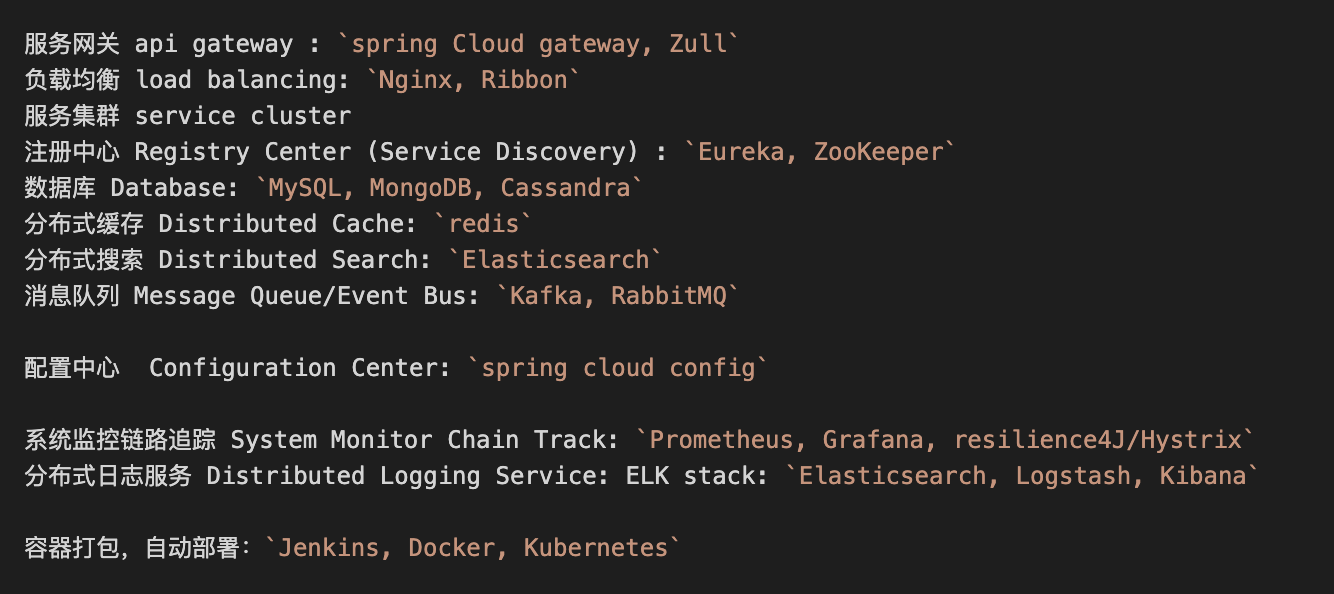 服务网关 api gateway : `spring Cloud gateway, Zull`
负载均衡 load balancing: `Nginx, Ribbon`
服务集群 service cluster
注册中心 Registry Center (Service Discovery) : `Eureka, ZooKeeper`
数据库 Database: `MySQL, MongoDB, Cassandra`
分布式缓存 Distributed Cache: `redis`
分布式搜索 Distributed Search: `Elasticsearch`
消息队列 Message Queue/Event Bus: `Kafka, RabbitMQ`
配置中心  Configuration Center: `spring cloud config`
系统监控链路追踪 System Monitor Chain Track: `Prometheus, Grafana, resilience4J/Hystrix`
分布式日志服务 Distributed Logging Service: ELK stack: `Elasticsearch, Logstash, Kibana`
容器打包，自动部署：`Jenkins, Docker, Kubernetes`